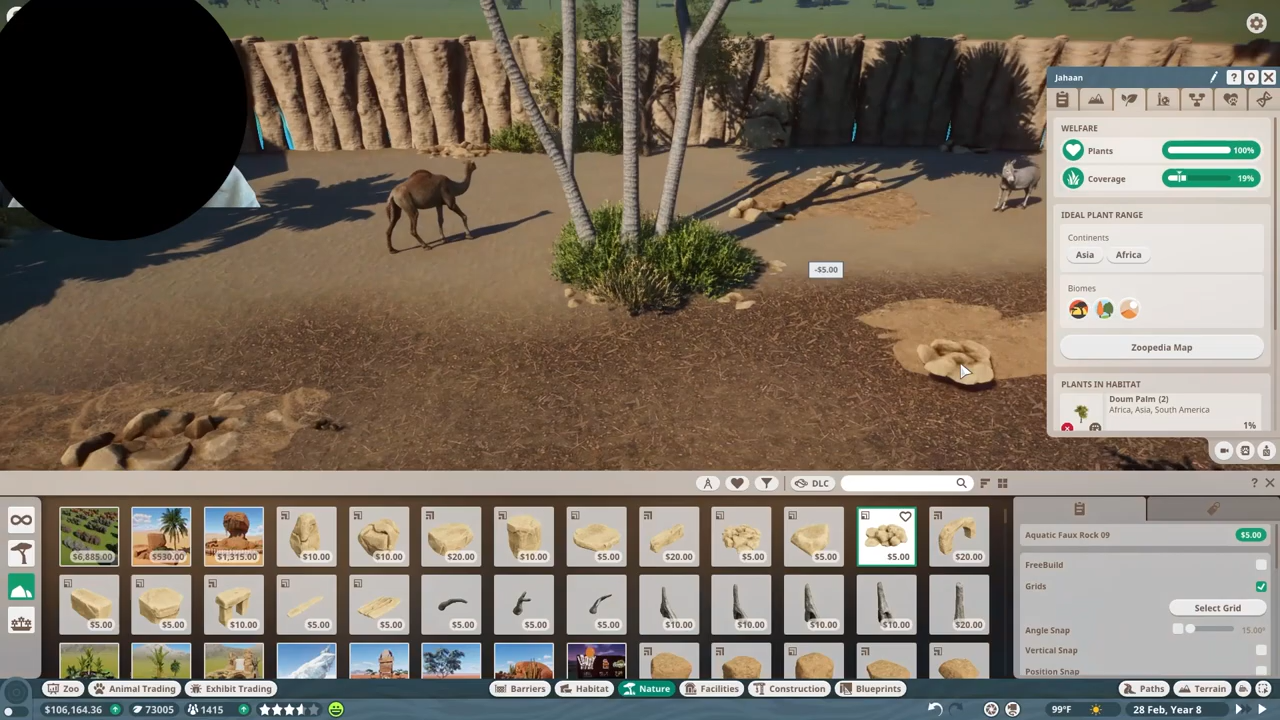 Jahaan
?
WELFARE
Plants 100%
Coverage 19%
IDEAL PLANT RANGE
Continents
Asia Africa
Biomes
Zoopedia Map
PLANTS IN HABITAT
Doum Palm (2)
Africa, Asia, South America
1%
-$5.00
DLC
?
$6,885.00 $530.00 $1,315.00 $10.00 $10.00 $20.00 $10.00 $5.00 $20.00 $5.00 $5.00 $5.00 $20.00
$5.00 $5.00 $10.00 $5.00 $5.00 $5.00 $5.00 $5.00 $10.00 $10.00 $10.00 $10.00 $20.00
Aquatic Faux Rock 09 $5.00
FreeBuild
Grids
Select Grid
Angle Snap 15.00°
Vertical Snap
Position Snap
Zoo Animal Trading Exhibit Trading Barriers Habitat Nature Facilities Construction Blueprints Paths Terrain
$106,164.36 73005 1415 99°F 28 Feb, Year 8